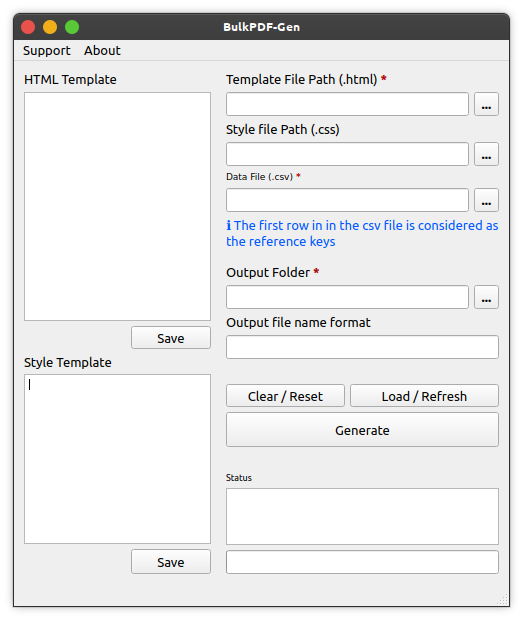 BulkPDF-Gen
Support About
HTML Template
Save
Style Template
Save
Template File Path (.html) *
...
Style file Path (.css)
...
Data File (.csv) *
...
ℹ The first row in in the csv file is considered as
the reference keys
Output Folder *
...
Output file name format
Clear / Reset
Load / Refresh
Generate
Status